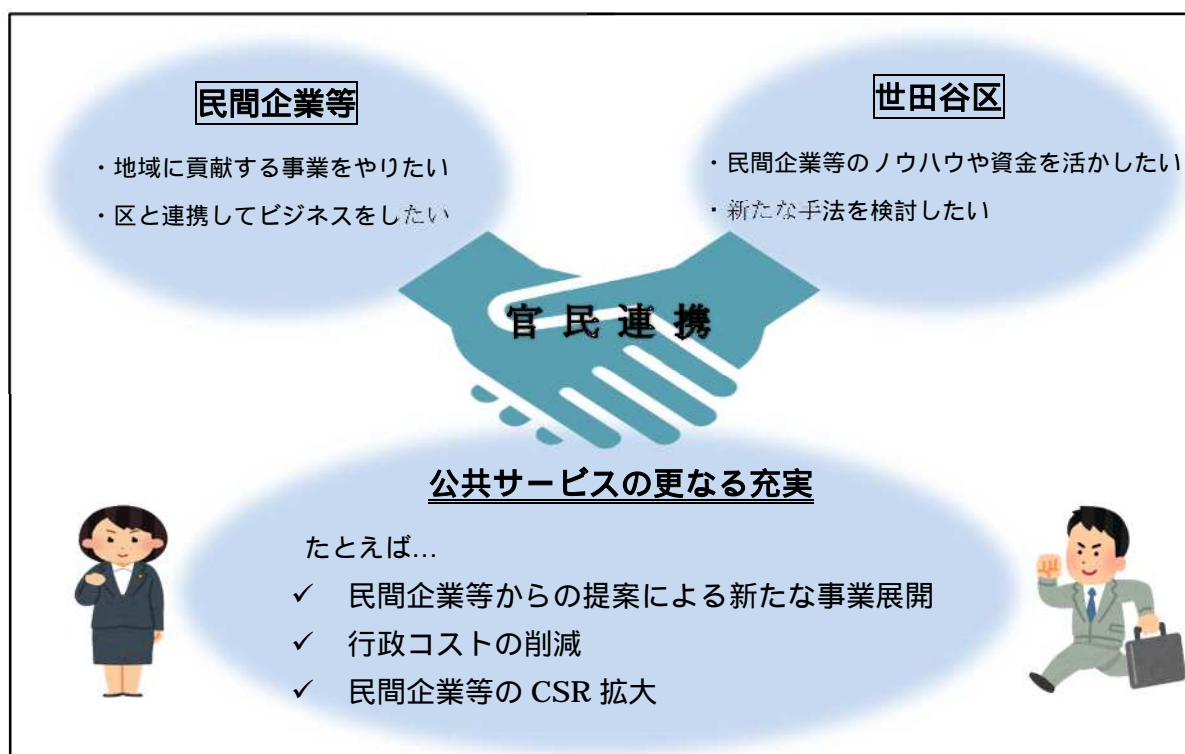 民間企業等
・地域に貢献する事業をやりたい
・区と連携してビジネスをしたい
世田谷区
・民間企業等のノウハウや資金を活かしたい
・新たな手法を検討したい
官民連携
公共サービスの更なる充実
たとえば…
✓ 民間企業等からの提案による新たな事業展開
✓ 行政コストの削減
✓ 民間企業等の CSR 拡大